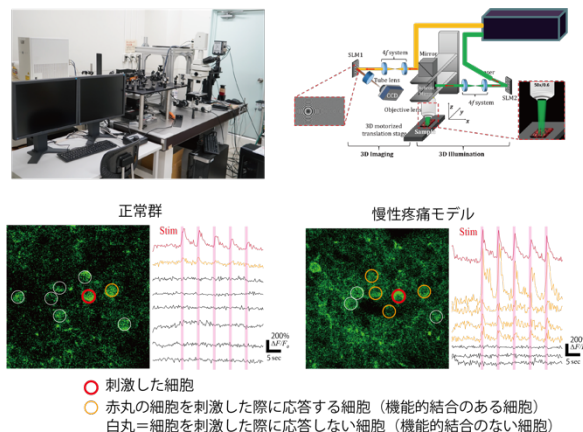 SLM1
4f system
Mirror
Tube lens
CCD
Objective lens
4f system
SLM2
50x/0.6
3D motorized
translation stage
Sample
z
y
x
3D Imaging
3D Illumination
正常群
慢性疼痛モデル
Stim
Stim
200%
ΔF/F₀
5 sec
200
ΔF/
5 sec
刺激した細胞
赤丸の細胞を刺激した際に応答する細胞（機能的結合のある細胞）
白丸＝細胞を刺激した際に応答しない細胞（機能的結合のない細胞）